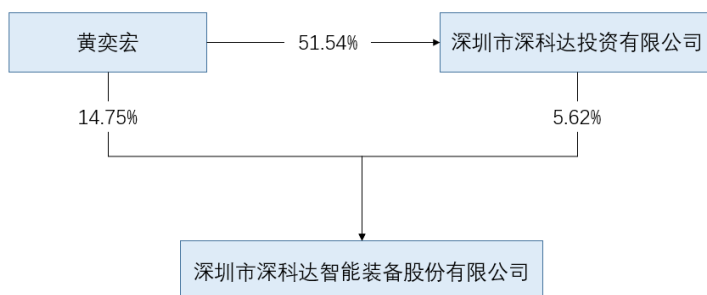 黄奕宏
51.54%
深圳市深科达投资有限公司
14.75%
5.62%
深圳市深科达智能装备股份有限公司